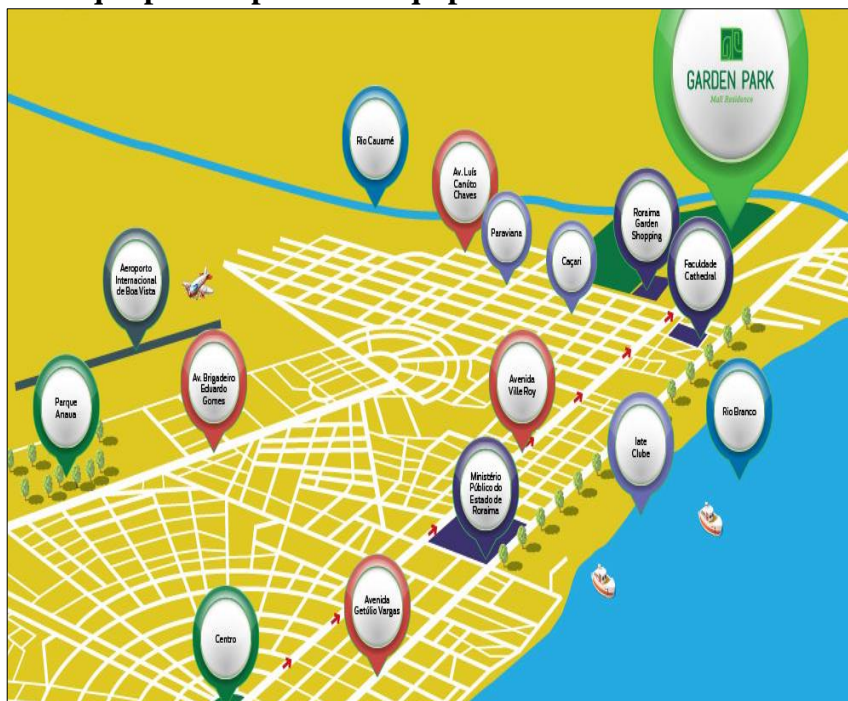 GARDEN PARK
Mall Residence
Rio Cauamé
Av. Luís
Canúto
Chaves
Paraviana
Roraima
Garden
Shopping
Caçari
Faculdade
Cathedral
Aeroporto
Internacional
de Boa Vista
Parque
Anaua
Av. Brigadeiro
Eduardo
Gomes
Avenida
Ville Roy
Iate
Clube
Rio Branco
Ministério
Público do
Estado de
Roraima
Avenida
Getúlio Vargas
Centro